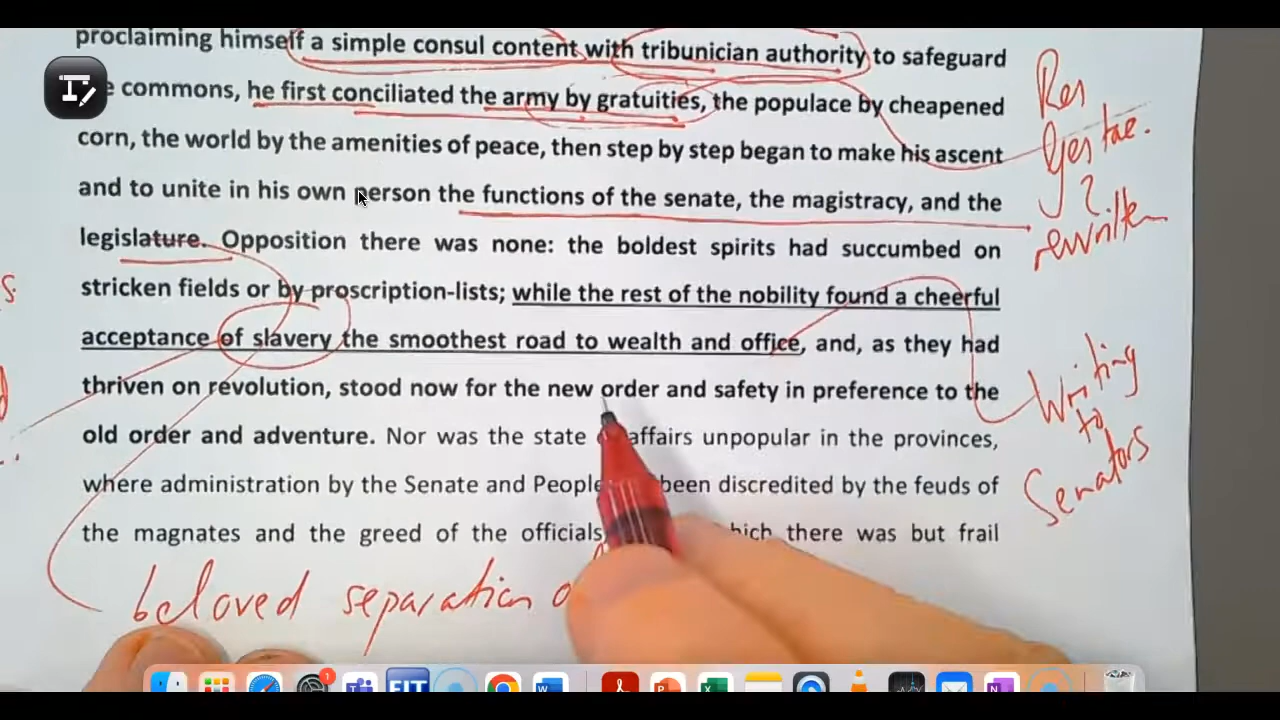 proclaiming himself a simple consul content with tribunician authority to safeguard
e commons, he first conciliated the army by gratuities, the populace by cheapened
corn, the world by the amenities of peace, then step by step began to make his ascent
and to unite in his own person the functions of the senate, the magistracy, and the
legislature. Opposition there was none: the boldest spirits had succumbed on
stricken fields or by proscription-lists; while the rest of the nobility found a cheerful
acceptance of slavery the smoothest road to wealth and office, and, as they had
thriven on revolution, stood now for the new order and safety in preference to the
old order and adventure. Nor was the state affairs unpopular in the provinces,
where administration by the Senate and People been discredited by the feuds of
the magnates and the greed of the officials, there was but frail
Res
Gestae.
?
rewritten
Writing
to
Senators
beloved separation